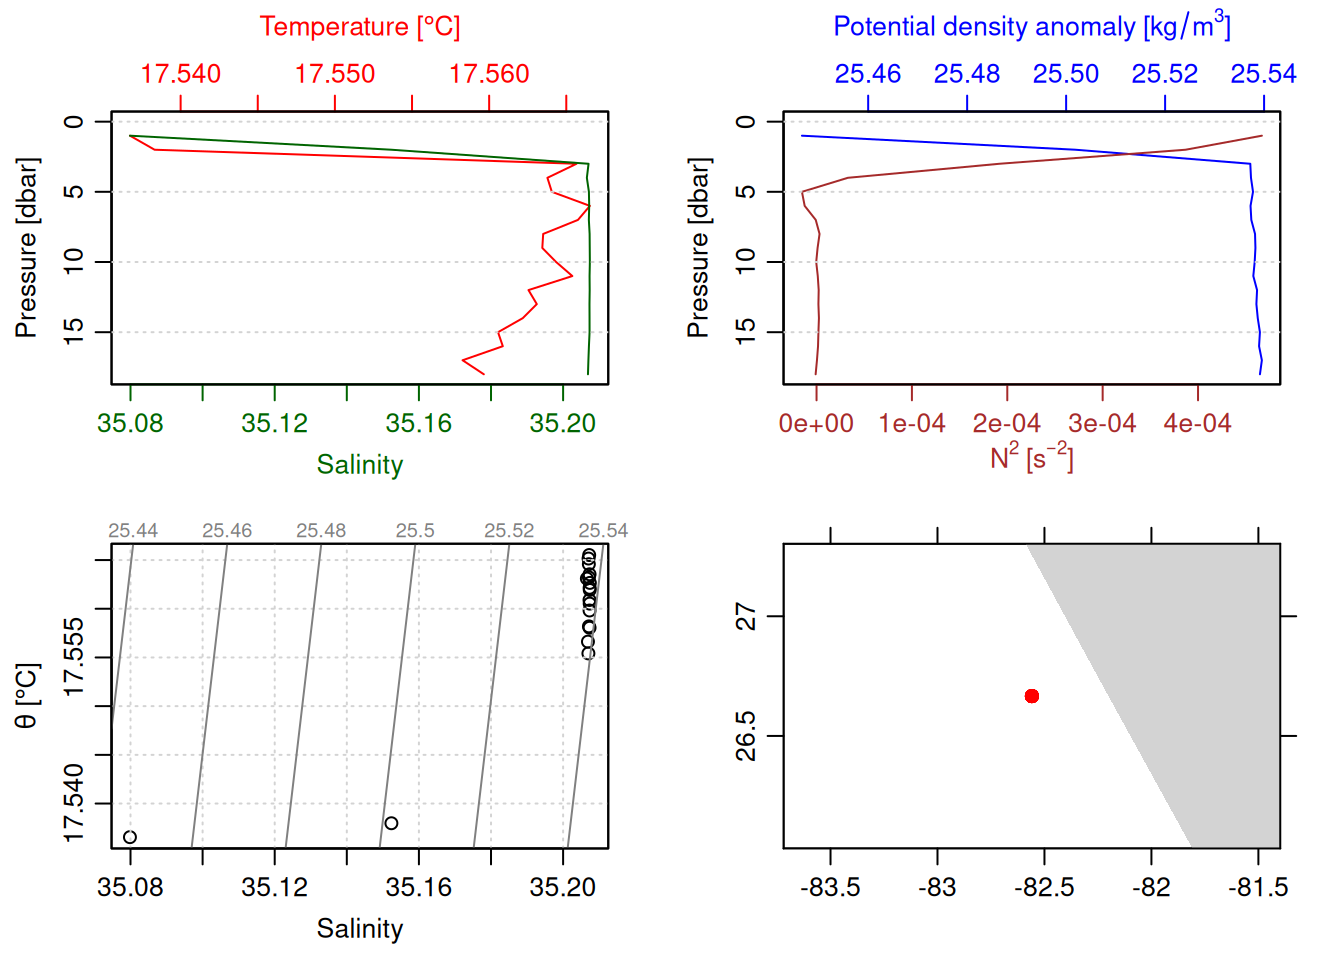 Temperature [°C]
17.540 17.550 17.560
Pressure [dbar]
0 5 10 15
35.08 35.12 35.16 35.20
Salinity
Potential density anomaly [kg/m³]
25.46 25.48 25.50 25.52 25.54
Pressure [dbar]
0 5 10 15
0e+00 1e-04 2e-04 3e-04 4e-04
N² [s⁻²]
25.44 25.46 25.48 25.5 25.52 25.54
θ [°C]
17.555
17.540
35.08 35.12 35.16 35.20
Salinity
27
26.5
-83.5 -83 -82.5 -82 -81.5